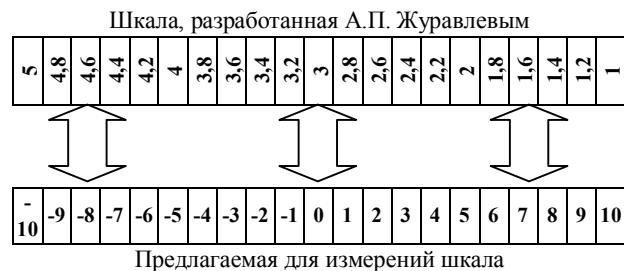 Шкала, разработанная А.П. Журавлевым
5 4,8 4,6 4,4 4,2 4 3,8 3,6 3,4 3,2 3 2,8 2,6 2,4 2,2 2 1,8 1,6 1,4 1,2 1
-10 -9 -8 -7 -6 -5 -4 -3 -2 -1 0 1 2 3 4 5 6 7 8 9 10
Предлагаемая для измерений шкала